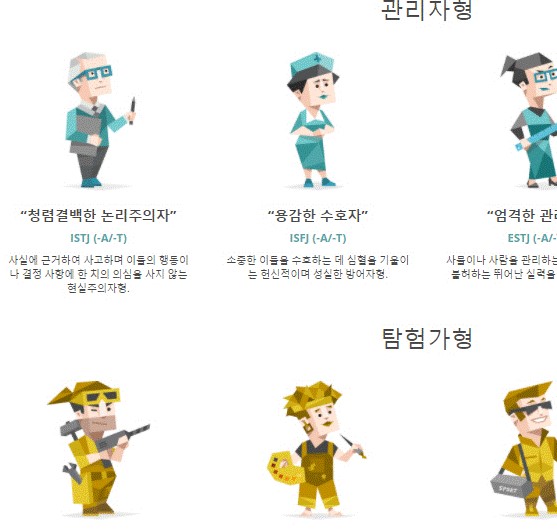 관리자형
“청렴결백한 논리주의자”
ISTJ (-A/-T)
사실에 근거하여 사고하며 이들의 행동이
나 결정 사항에 한 치의 의심을 사지 않는
현실주의자형.
“용감한 수호자”
ISFJ (-A/-T)
소중한 이들을 수호하는 데 심혈을 기울이
는 헌신적이며 성실한 방어자형.
“엄격한 관
ESTJ (-A/-
사물이나 사람을 관리하는
불허하는 뛰어난 실력을
탐험가형